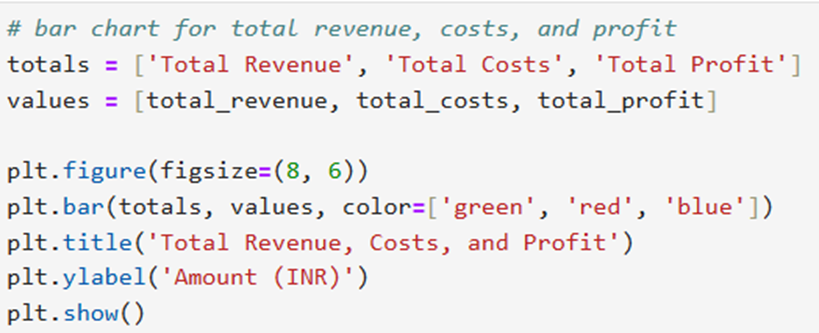 # bar chart for total revenue, costs, and profit
totals = ['Total Revenue', 'Total Costs', 'Total Profit']
values = [total_revenue, total_costs, total_profit]

plt.figure(figsize=(8, 6))
plt.bar(totals, values, color=['green', 'red', 'blue'])
plt.title('Total Revenue, Costs, and Profit')
plt.ylabel('Amount (INR)')
plt.show()